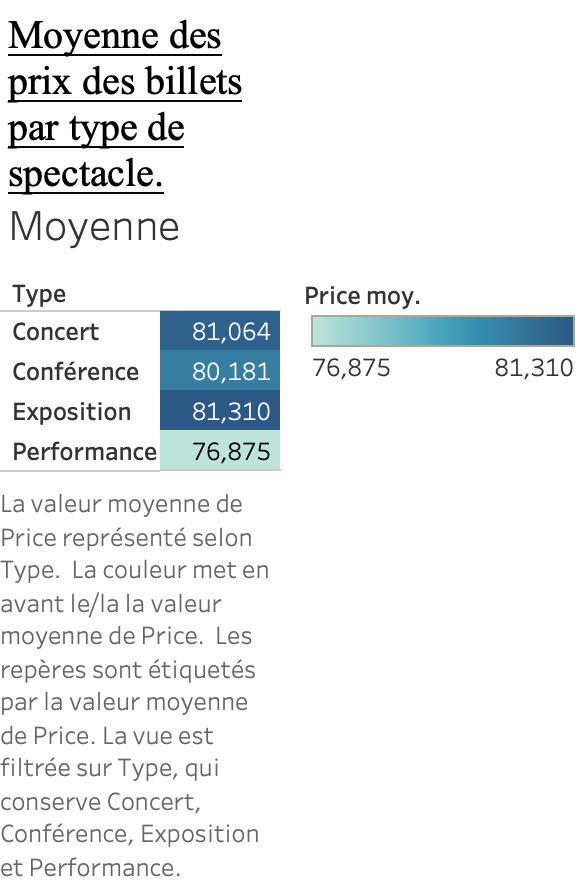 Moyenne des
prix des billets
par type de
spectacle.
Moyenne
Type
Concert 81,064
Conférence 80,181
Exposition 81,310
Performance 76,875
Price moy.
76,875 81,310
La valeur moyenne de
Price représenté selon
Type.  La couleur met en
avant le/la la valeur
moyenne de Price.  Les
repères sont étiquetés
par la valeur moyenne
de Price. La vue est
filtrée sur Type, qui
conserve Concert,
Conférence, Exposition
et Performance.